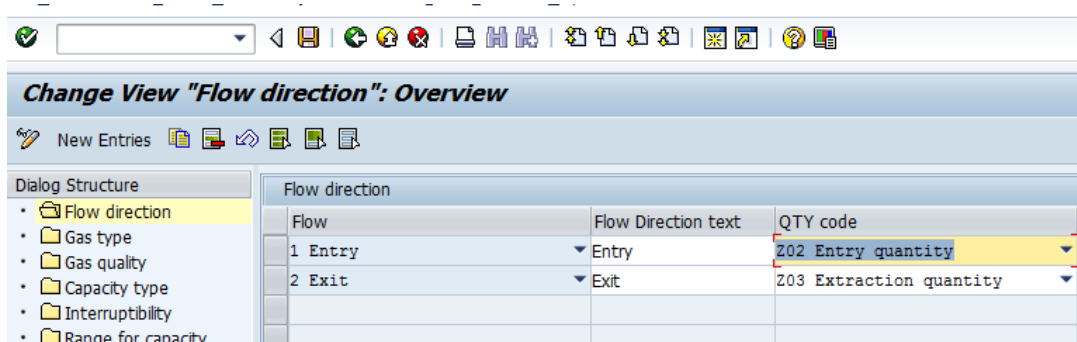 Change View "Flow direction": Overview
New Entries
Dialog Structure
Flow direction
Gas type
Gas quality
Capacity type
Interruptibility
Range for capacity
Flow direction
Flow Flow Direction text QTY code
1 Entry Entry Z02 Entry quantity
2 Exit Exit Z03 Extraction quantity